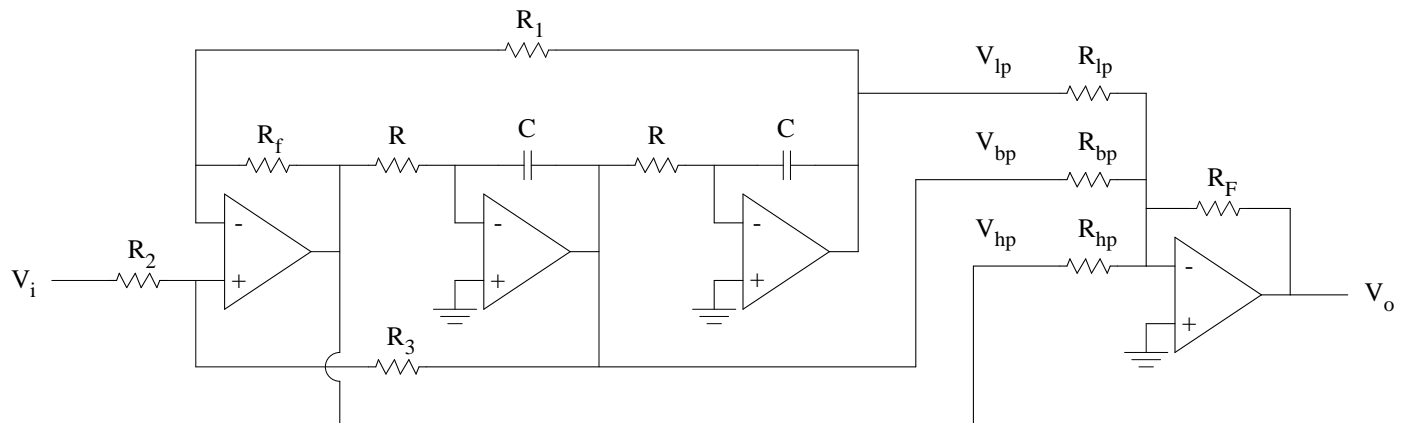 R1
Vlp
Rlp
Rf
R
C
R
C
Vbp
Rbp
RF
-
-
-
Vhp
Rhp
-
R2
Vi
+
+
+
Vo
+
R3